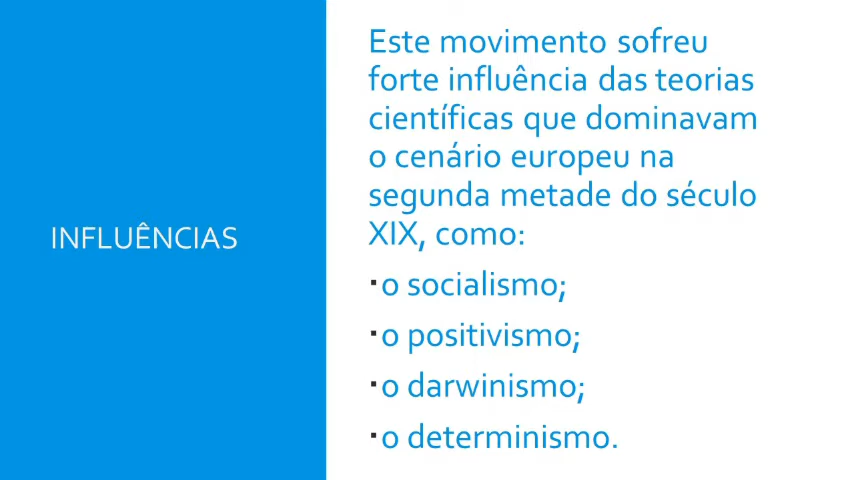 INFLUÊNCIAS
Este movimento sofreu
forte influência das teorias
científicas que dominavam
o cenário europeu na
segunda metade do século
XIX, como:
▪o socialismo;
▪o positivismo;
▪o darwinismo;
▪o determinismo.